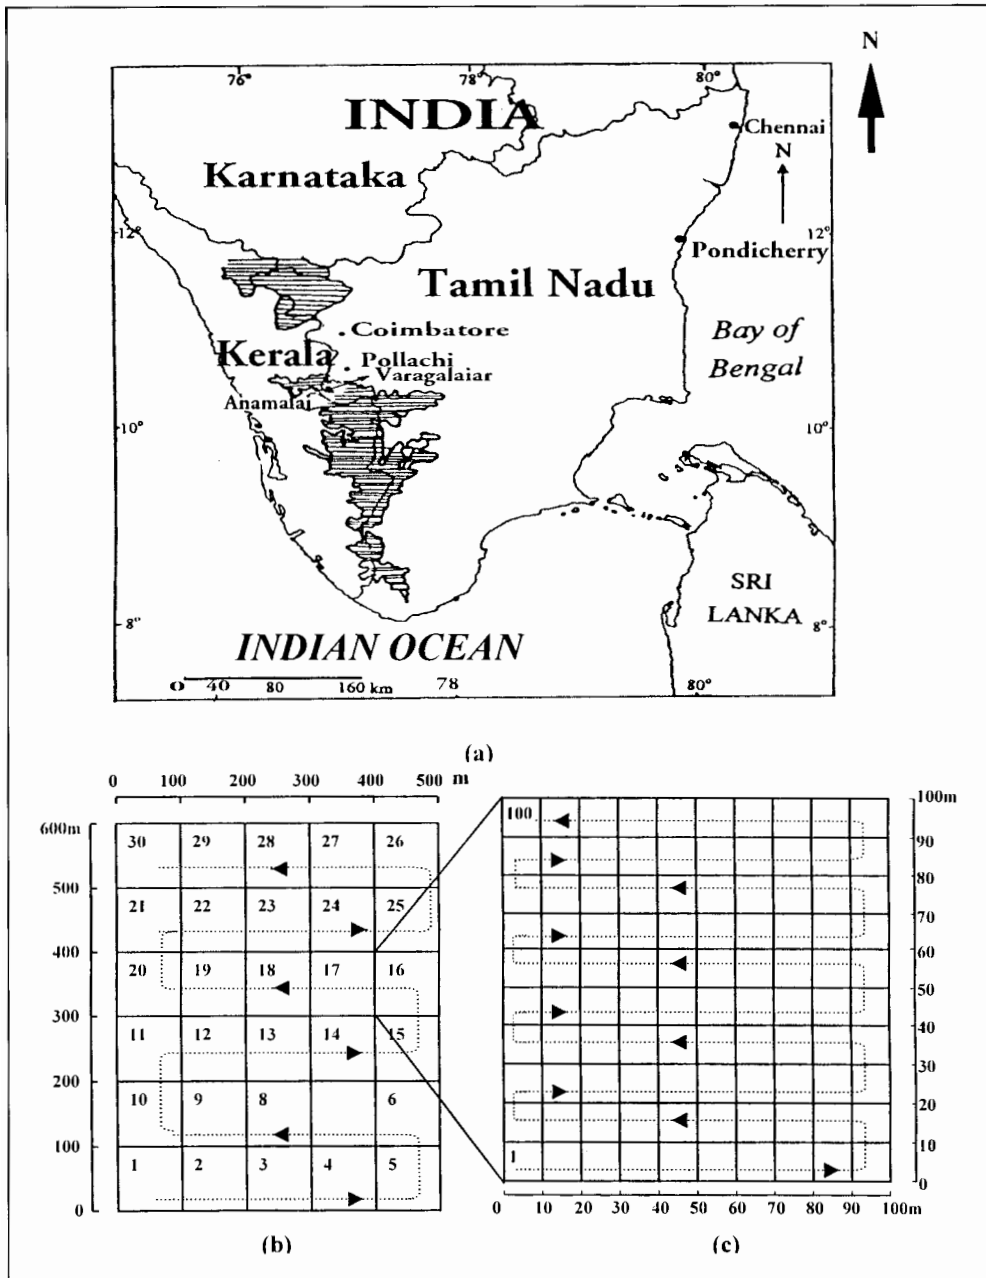 N
76° 78° 80°
INDIA
Chennai
N
Karnataka
12° 12°
Pondicherry
Tamil Nadu
Coimbatore
Bay of
Bengal
Kerala
Pollachi
Varagalaiar
Anamalai
10° 10°
SRI
LANKA
8° 8°
INDIAN OCEAN
0 40 80 160 km 78 80°
(a)
0 100 200 300 400 500 m
600m 30 29 28 27 26
500
21 22 23 24 25
400
20 19 18 17 16
300
11 12 13 14 15
200
10 9 8 6
100
1 2 3 4 5
0
(b)
100m
100
90
80
70
60
50
40
30
20
10
1
0
0 10 20 30 40 50 60 70 80 90 100m
(c)